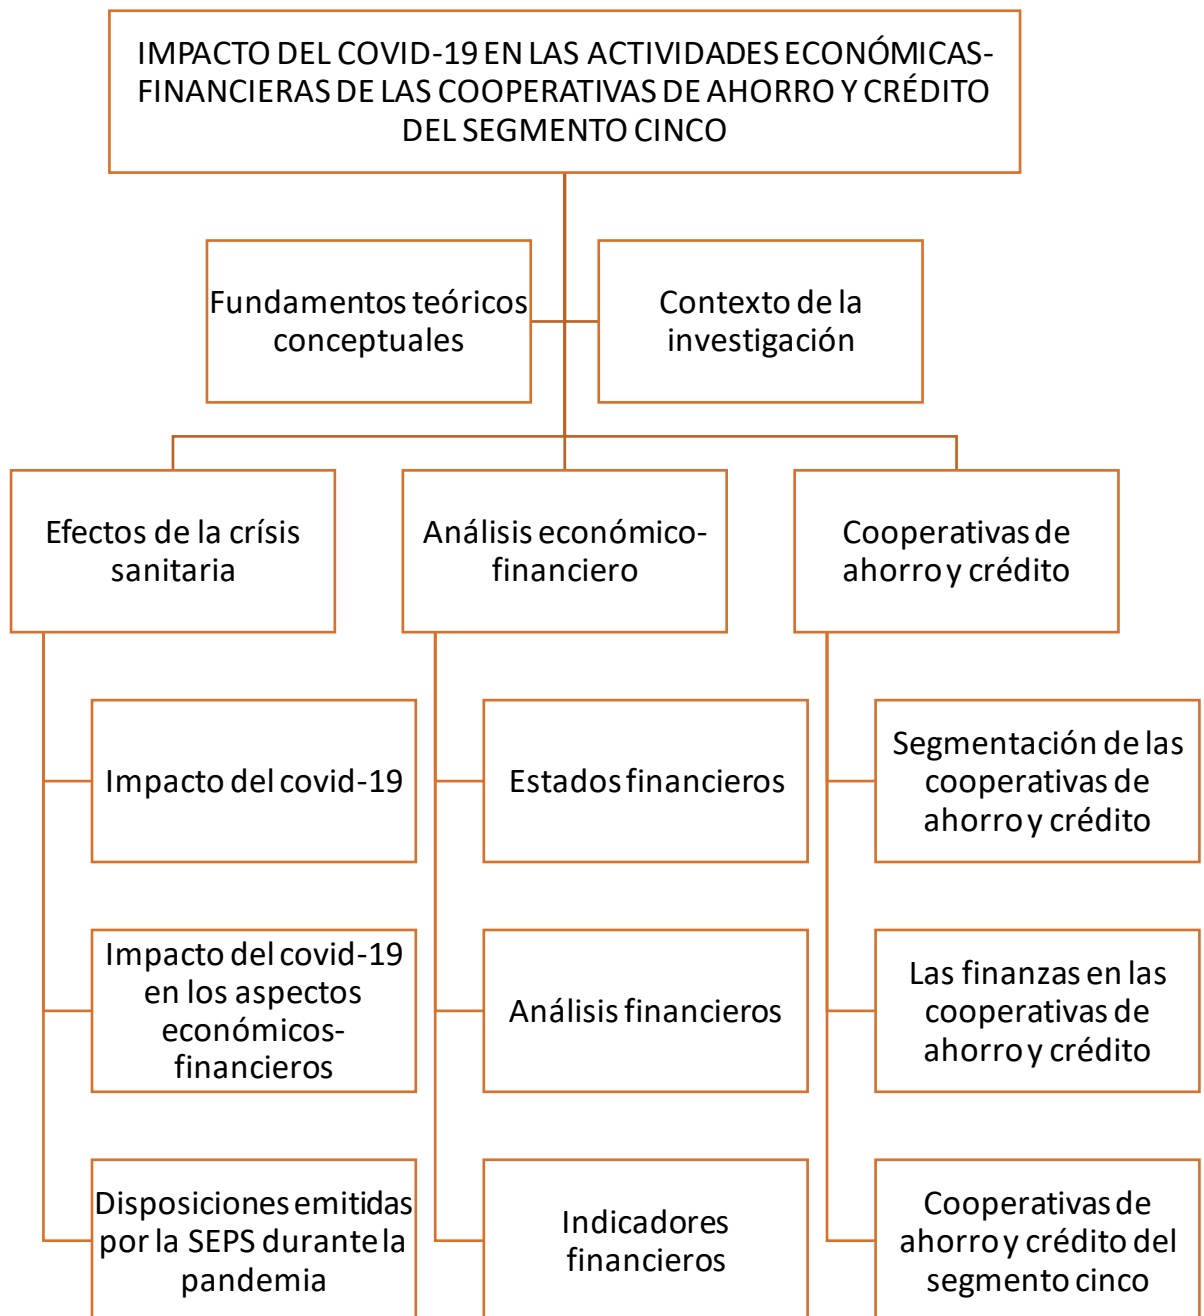 IMPACTO DEL COVID-19 EN LAS ACTIVIDADES ECONÓMICAS-
FINANCIERAS DE LAS COOPERATIVAS DE AHORRO Y CRÉDITO
DEL SEGMENTO CINCO
Fundamentos teóricos
conceptuales
Contexto de la
investigación
Efectos de la crísis
sanitaria
Análisis económico-
financiero
Cooperativas de
ahorro y crédito
Impacto del covid-19
Estados financieros
Segmentación de las
cooperativas de
ahorro y crédito
Impacto del covid-19
en los aspectos
económicos-
financieros
Análisis financieros
Las finanzas en las
cooperativas de
ahorro y crédito
Disposiciones emitidas
por la SEPS durante la
pandemia
Indicadores
financieros
Cooperativas de
ahorro y crédito del
segmento cinco